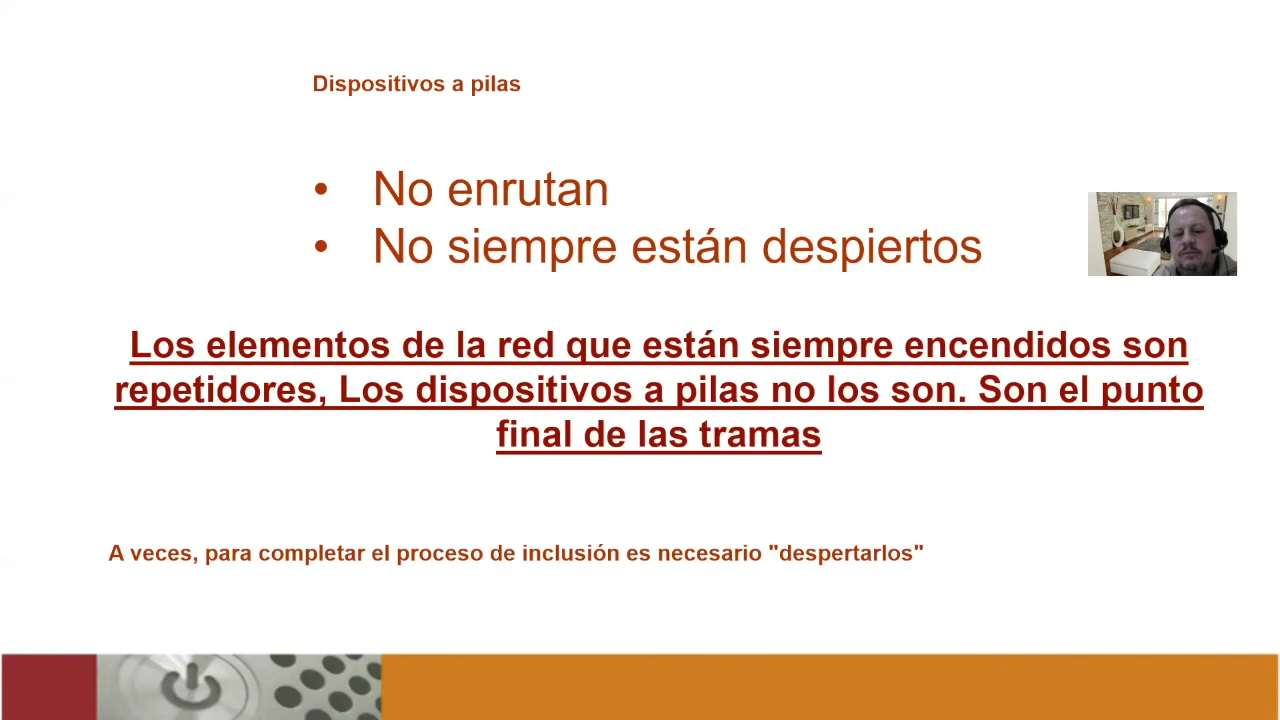 Dispositivos a pilas
• No enrutan
• No siempre están despiertos
Los elementos de la red que están siempre encendidos son
repetidores, Los dispositivos a pilas no los son. Son el punto
final de las tramas
A veces, para completar el proceso de inclusión es necesario "despertarlos"